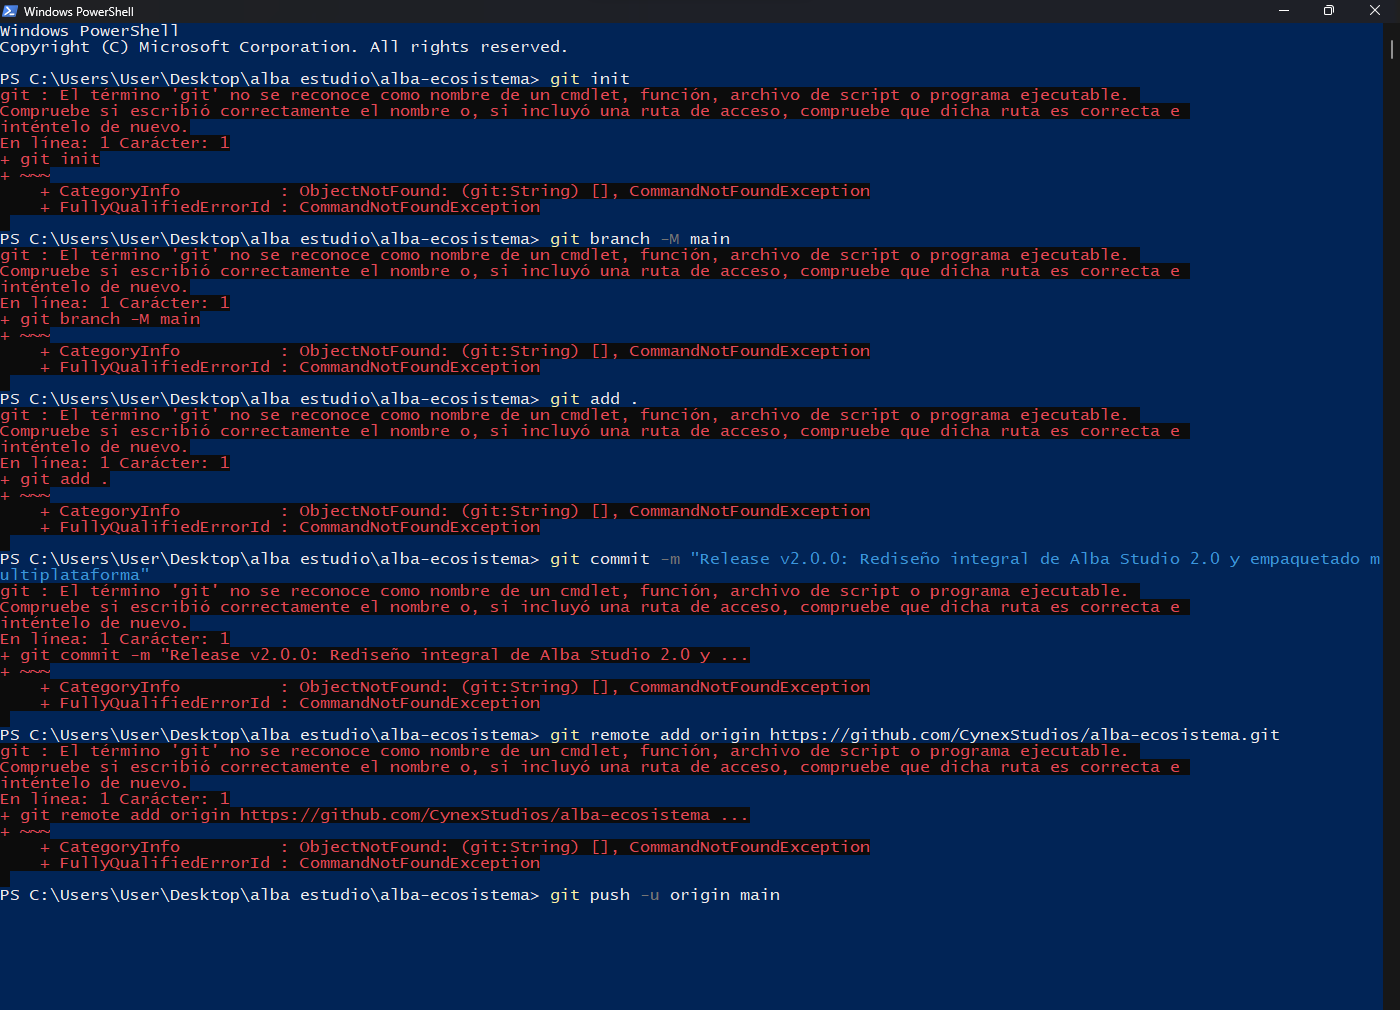 Windows PowerShell
Windows PowerShell
Copyright (C) Microsoft Corporation. All rights reserved.
PS C:\Users\User\Desktop\alba estudio\alba-ecosistema> git init
git : El término 'git' no se reconoce como nombre de un cmdlet, función, archivo de script o programa ejecutable.
Compruebe si escribió correctamente el nombre o, si incluyó una ruta de acceso, compruebe que dicha ruta es correcta e
inténtelo de nuevo.
En línea: 1 Carácter: 1
+ git init
+ ~~~
    + CategoryInfo          : ObjectNotFound: (git:String) [], CommandNotFoundException
    + FullyQualifiedErrorId : CommandNotFoundException
PS C:\Users\User\Desktop\alba estudio\alba-ecosistema> git branch -M main
git : El término 'git' no se reconoce como nombre de un cmdlet, función, archivo de script o programa ejecutable.
Compruebe si escribió correctamente el nombre o, si incluyó una ruta de acceso, compruebe que dicha ruta es correcta e
inténtelo de nuevo.
En línea: 1 Carácter: 1
+ git branch -M main
+ ~~~
    + CategoryInfo          : ObjectNotFound: (git:String) [], CommandNotFoundException
    + FullyQualifiedErrorId : CommandNotFoundException
PS C:\Users\User\Desktop\alba estudio\alba-ecosistema> git add .
git : El término 'git' no se reconoce como nombre de un cmdlet, función, archivo de script o programa ejecutable.
Compruebe si escribió correctamente el nombre o, si incluyó una ruta de acceso, compruebe que dicha ruta es correcta e
inténtelo de nuevo.
En línea: 1 Carácter: 1
+ git add .
+ ~~~
    + CategoryInfo          : ObjectNotFound: (git:String) [], CommandNotFoundException
    + FullyQualifiedErrorId : CommandNotFoundException
PS C:\Users\User\Desktop\alba estudio\alba-ecosistema> git commit -m "Release v2.0.0: Rediseño integral de Alba Studio 2.0 y empaquetado m
ultiplataforma"
git : El término 'git' no se reconoce como nombre de un cmdlet, función, archivo de script o programa ejecutable.
Compruebe si escribió correctamente el nombre o, si incluyó una ruta de acceso, compruebe que dicha ruta es correcta e
inténtelo de nuevo.
En línea: 1 Carácter: 1
+ git commit -m "Release v2.0.0: Rediseño integral de Alba Studio 2.0 y ...
+ ~~~
    + CategoryInfo          : ObjectNotFound: (git:String) [], CommandNotFoundException
    + FullyQualifiedErrorId : CommandNotFoundException
PS C:\Users\User\Desktop\alba estudio\alba-ecosistema> git remote add origin https://github.com/CynexStudios/alba-ecosistema.git
git : El término 'git' no se reconoce como nombre de un cmdlet, función, archivo de script o programa ejecutable.
Compruebe si escribió correctamente el nombre o, si incluyó una ruta de acceso, compruebe que dicha ruta es correcta e
inténtelo de nuevo.
En línea: 1 Carácter: 1
+ git remote add origin https://github.com/CynexStudios/alba-ecosistema ...
+ ~~~
    + CategoryInfo          : ObjectNotFound: (git:String) [], CommandNotFoundException
    + FullyQualifiedErrorId : CommandNotFoundException
PS C:\Users\User\Desktop\alba estudio\alba-ecosistema> git push -u origin main